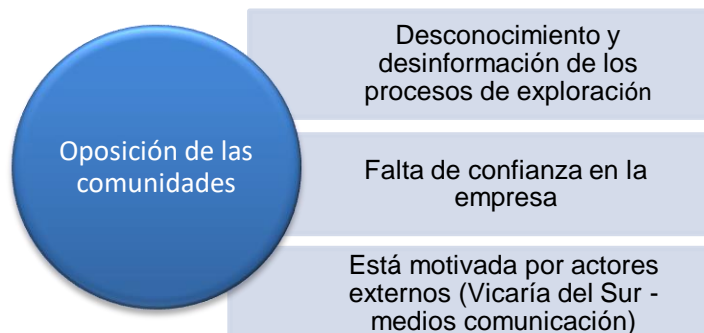 Oposición de las
comunidades
Desconocimiento y
desinformación de los
procesos de exploración
Falta de confianza en la
empresa
Está motivada por actores
externos (Vicaría del Sur -
medios comunicación)